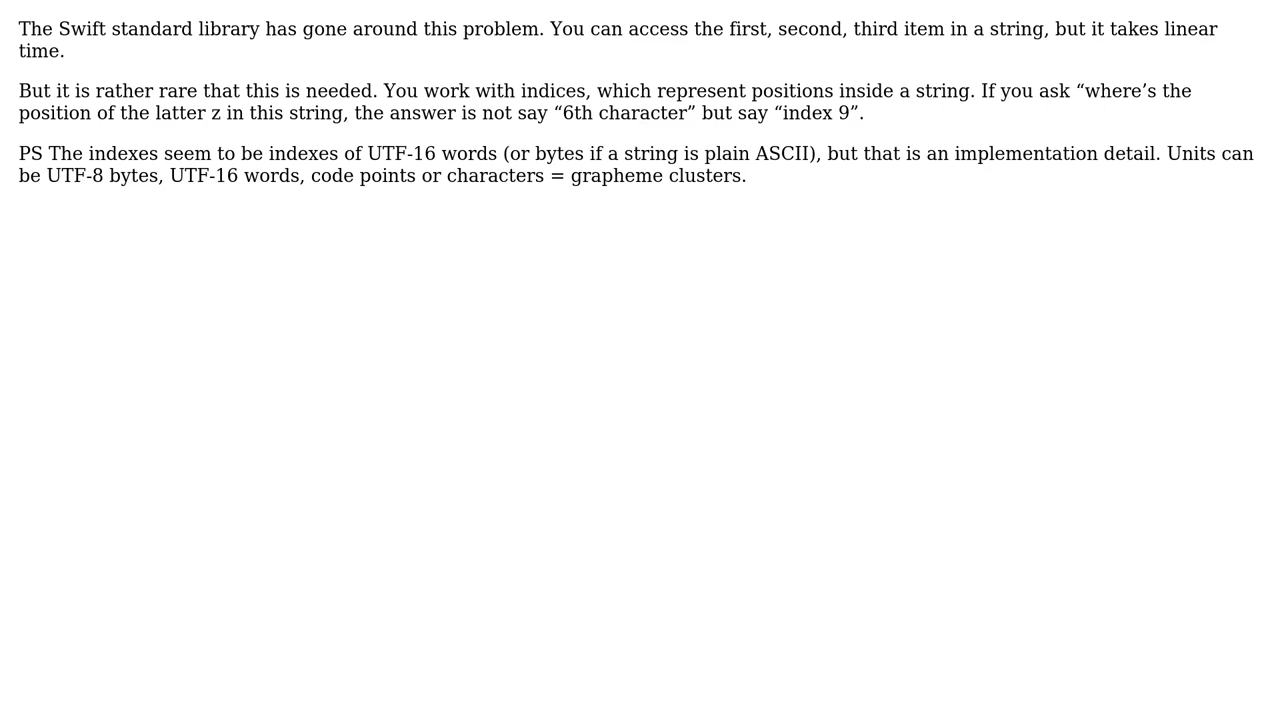 The Swift standard library has gone around this problem. You can access the first, second, third item in a string, but it takes linear
time.
But it is rather rare that this is needed. You work with indices, which represent positions inside a string. If you ask “where’s the
position of the latter z in this string, the answer is not say “6th character” but say “index 9”.
PS The indexes seem to be indexes of UTF-16 words (or bytes if a string is plain ASCII), but that is an implementation detail. Units can
be UTF-8 bytes, UTF-16 words, code points or characters = grapheme clusters.